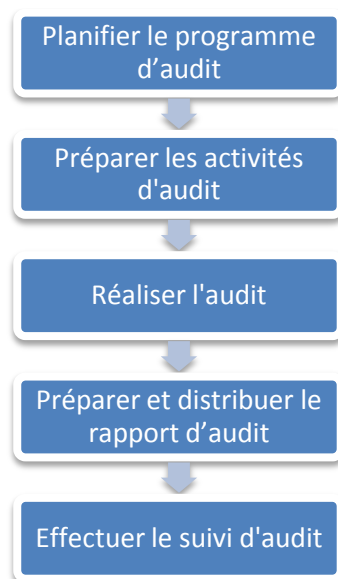 Planifier le programme
d’audit
Préparer les activités
d'audit
Réaliser l'audit
Préparer et distribuer le
rapport d’audit
Effectuer le suivi d'audit